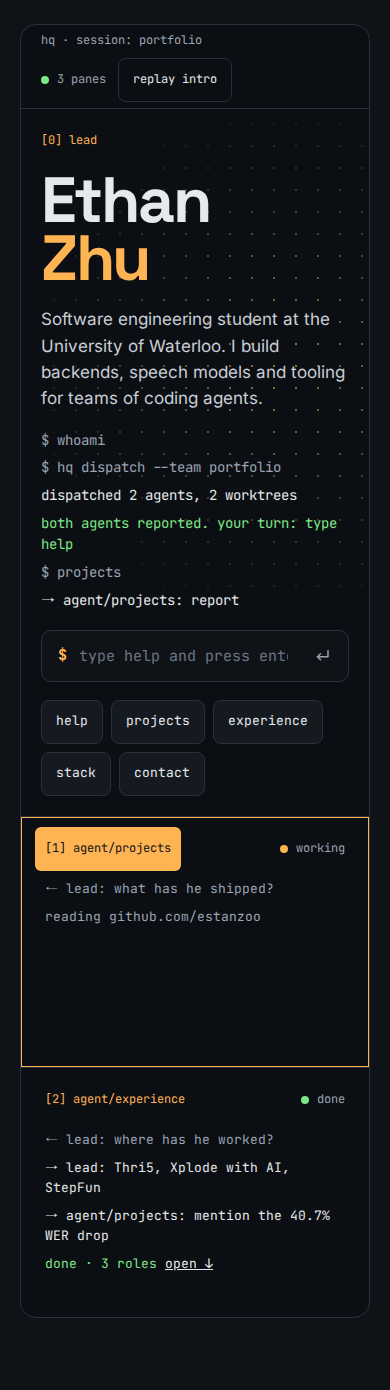 hq · session: portfolio
3 panes
replay intro
[0] lead
Ethan
Zhu
Software engineering student at the
University of Waterloo. I build
backends, speech models and tooling
for teams of coding agents.
$ whoami
$ hq dispatch --team portfolio
dispatched 2 agents, 2 worktrees
both agents reported. your turn: type
help
$ projects
→ agent/projects: report
$ type help and press ente
help
projects
experience
stack
contact
[1] agent/projects
working
← lead: what has he shipped?
reading github.com/estanzoo
[2] agent/experience
done
← lead: where has he worked?
→ lead: Thri5, Xplode with AI,
StepFun
→ agent/projects: mention the 40.7%
WER drop
done · 3 roles open ↓